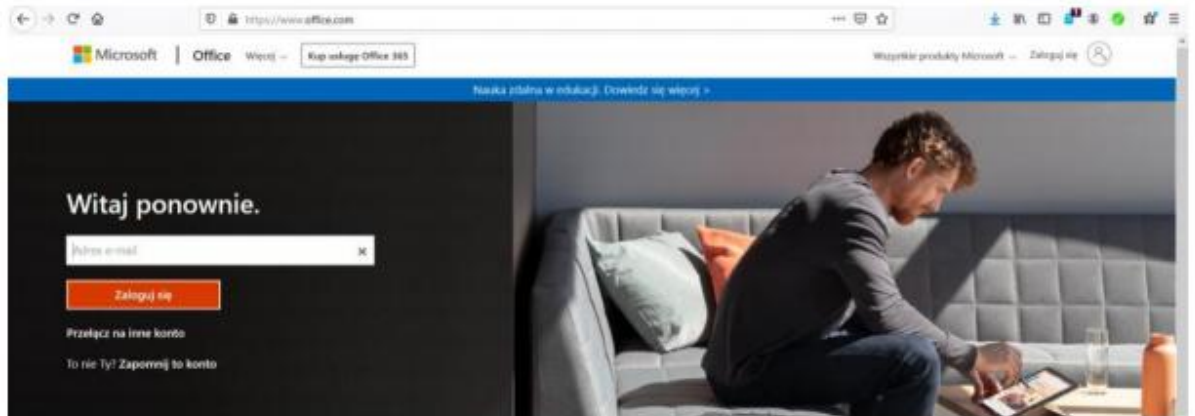 https://www.office.com
Microsoft | Office Więcej Kup usługę Office 365 Wszystkie produkty Microsoft Zaloguj się
Nauka zdalna w edukacji. Dowiedz się więcej >
Witaj ponownie.
Adres e-mail
Zaloguj się
Przełącz na inne konto
To nie Ty? Zapomnij to konto